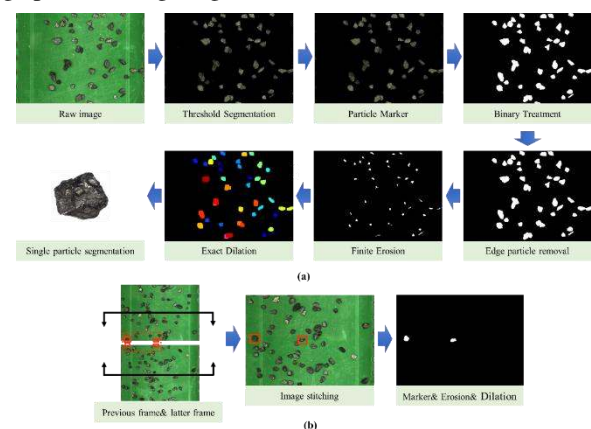 Raw image
Threshold Segmentation
Particle Marker
Binary Treatment
Single particle segmentation
Exact Dilation
Finite Erosion
Edge particle removal
(a)
Previous frame& latter frame
Image stitching
Marker& Erosion& Dilation
(b)